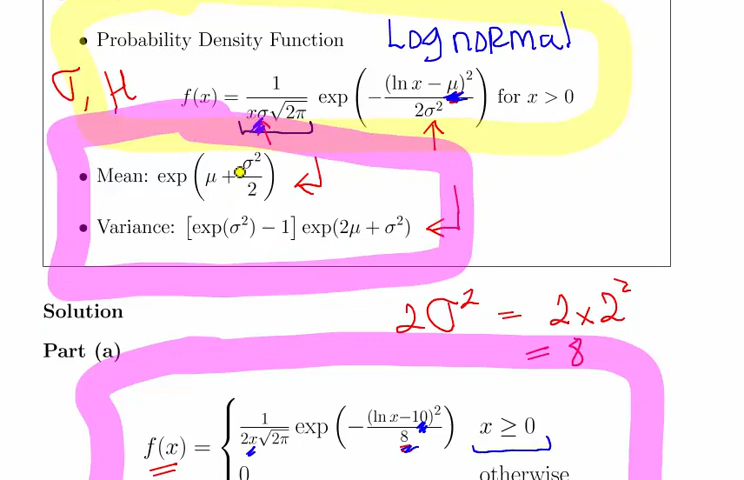 • Probability Density Function
Lognormal
σ, μ
f(x) = 1/(xσ√2π) exp(−(ln x − μ)²/(2σ²)) for x > 0
• Mean: exp(μ + σ²/2)
• Variance: [exp(σ²) − 1] exp(2μ + σ²)
Solution
2σ² = 2×2²
= 8
Part (a)
f(x) = { 1/(2x√2π) exp(−(ln x−10)²/8) x ≥ 0
0 otherwise